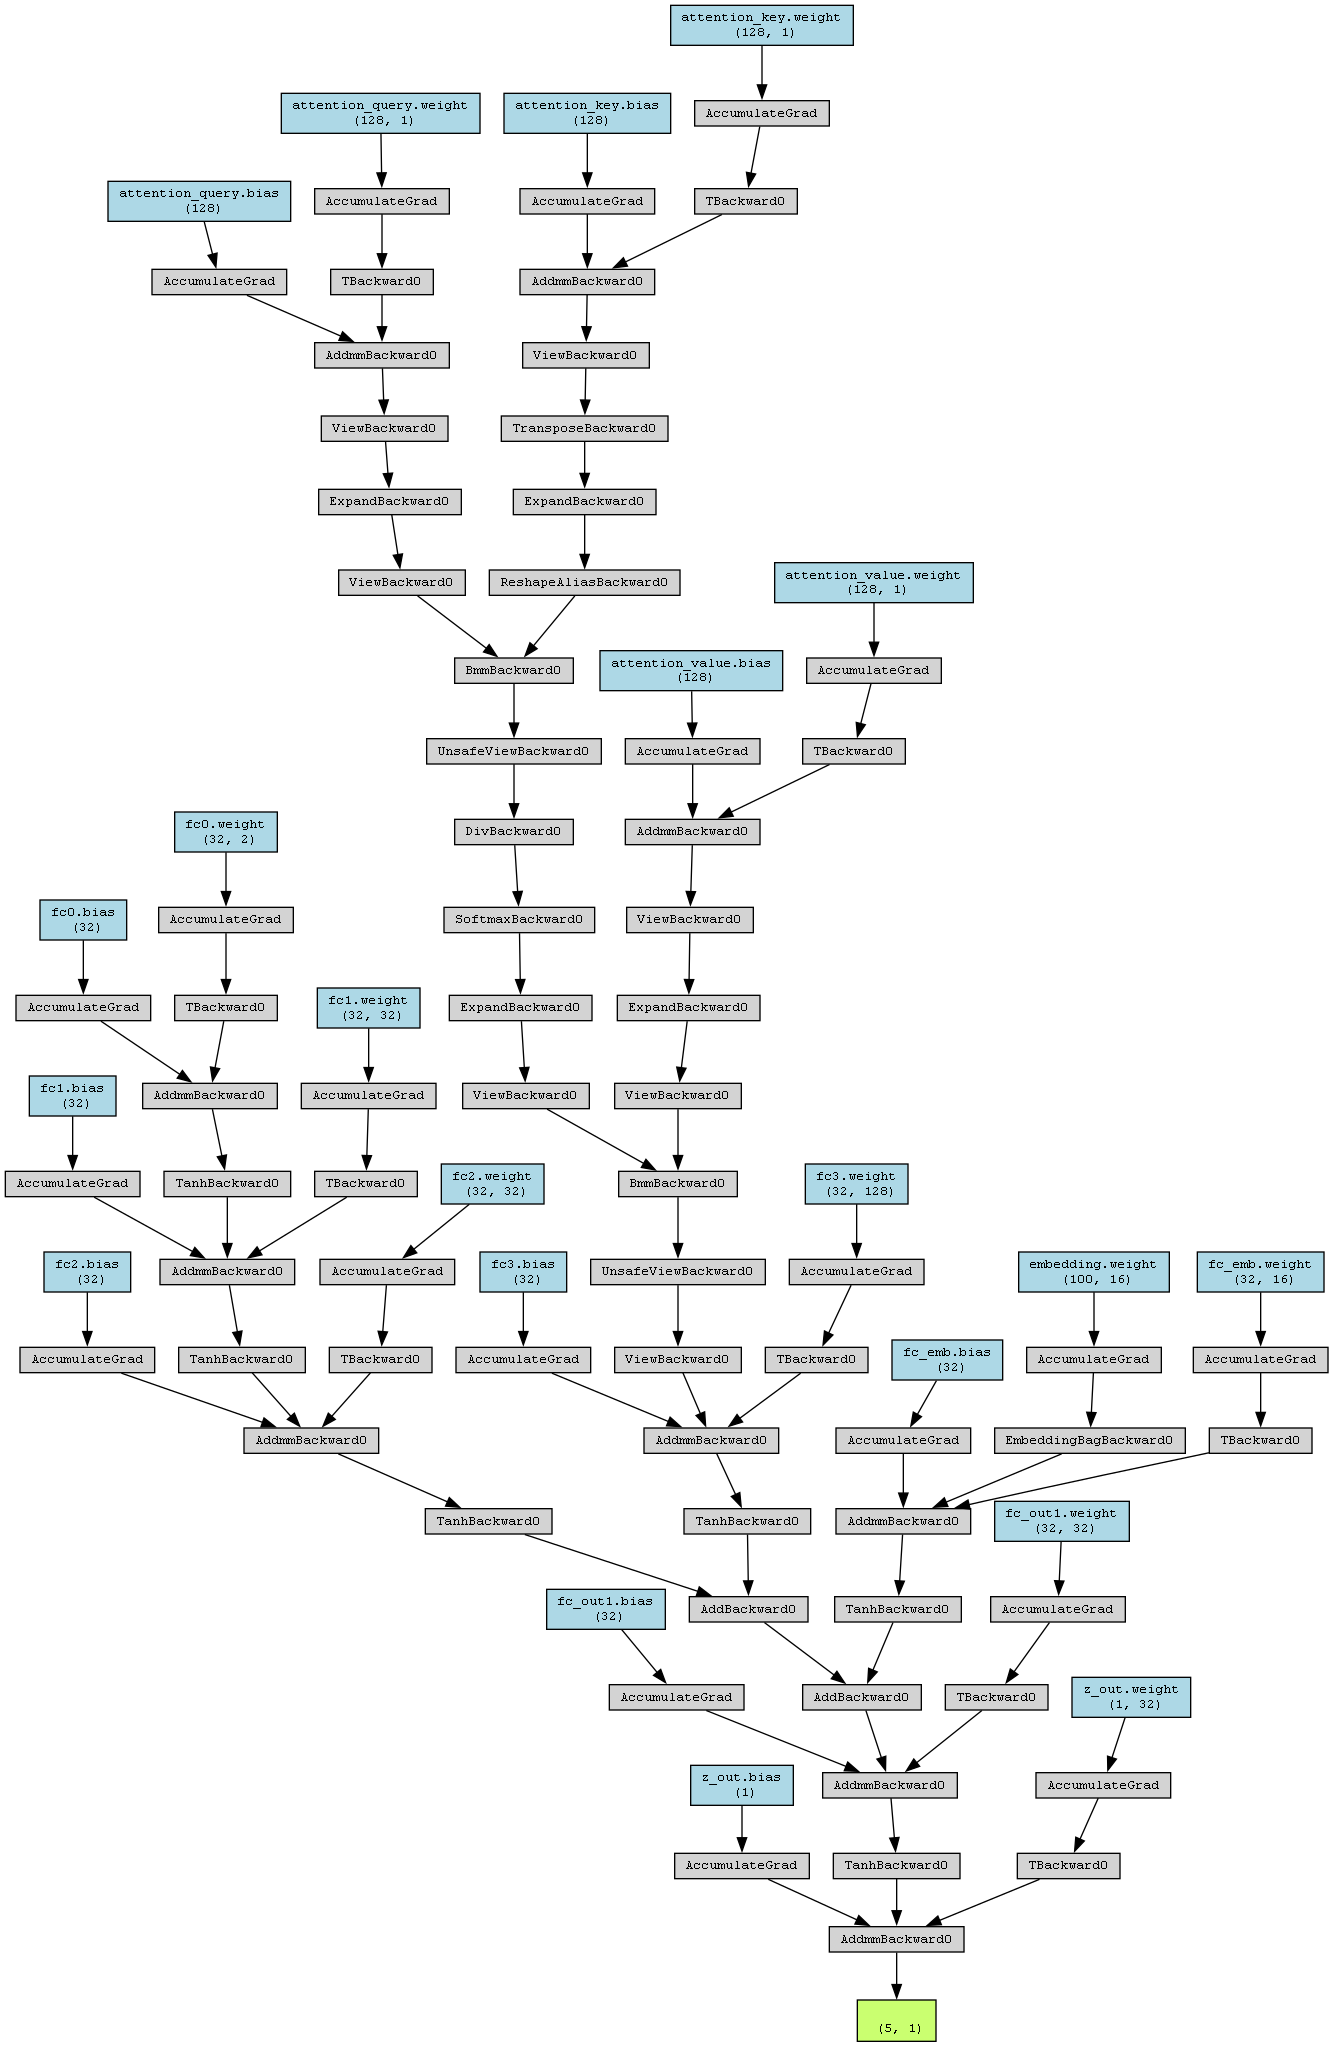 attention_key.weight
(128, 1)
attention_query.weight
(128, 1)
attention_key.bias
(128)
AccumulateGrad
attention_query.bias
(128)
AccumulateGrad
AccumulateGrad
TBackward0
AccumulateGrad
TBackward0
AddmmBackward0
AddmmBackward0
ViewBackward0
ViewBackward0
TransposeBackward0
ExpandBackward0
ExpandBackward0
ViewBackward0
ReshapeAliasBackward0
attention_value.weight
(128, 1)
BmmBackward0
attention_value.bias
(128)
AccumulateGrad
UnsafeViewBackward0
AccumulateGrad
TBackward0
fc0.weight
(32, 2)
DivBackward0
AddmmBackward0
fc0.bias
(32)
AccumulateGrad
SoftmaxBackward0
ViewBackward0
AccumulateGrad
TBackward0
fc1.weight
(32, 32)
ExpandBackward0
ExpandBackward0
fc1.bias
(32)
AddmmBackward0
AccumulateGrad
ViewBackward0
ViewBackward0
AccumulateGrad
TanhBackward0
TBackward0
fc2.weight
(32, 32)
BmmBackward0
fc3.weight
(32, 128)
fc2.bias
(32)
AddmmBackward0
AccumulateGrad
fc3.bias
(32)
UnsafeViewBackward0
AccumulateGrad
embedding.weight
(100, 16)
fc_emb.weight
(32, 16)
AccumulateGrad
TanhBackward0
TBackward0
AccumulateGrad
ViewBackward0
TBackward0
fc_emb.bias
(32)
AccumulateGrad
AccumulateGrad
AddmmBackward0
AddmmBackward0
AccumulateGrad
EmbeddingBagBackward0
TBackward0
TanhBackward0
TanhBackward0
AddmmBackward0
fc_out1.weight
(32, 32)
fc_out1.bias
(32)
AddBackward0
TanhBackward0
AccumulateGrad
AccumulateGrad
AddBackward0
TBackward0
z_out.weight
(1, 32)
z_out.bias
(1)
AddmmBackward0
AccumulateGrad
AccumulateGrad
TanhBackward0
TBackward0
AddmmBackward0
(5, 1)